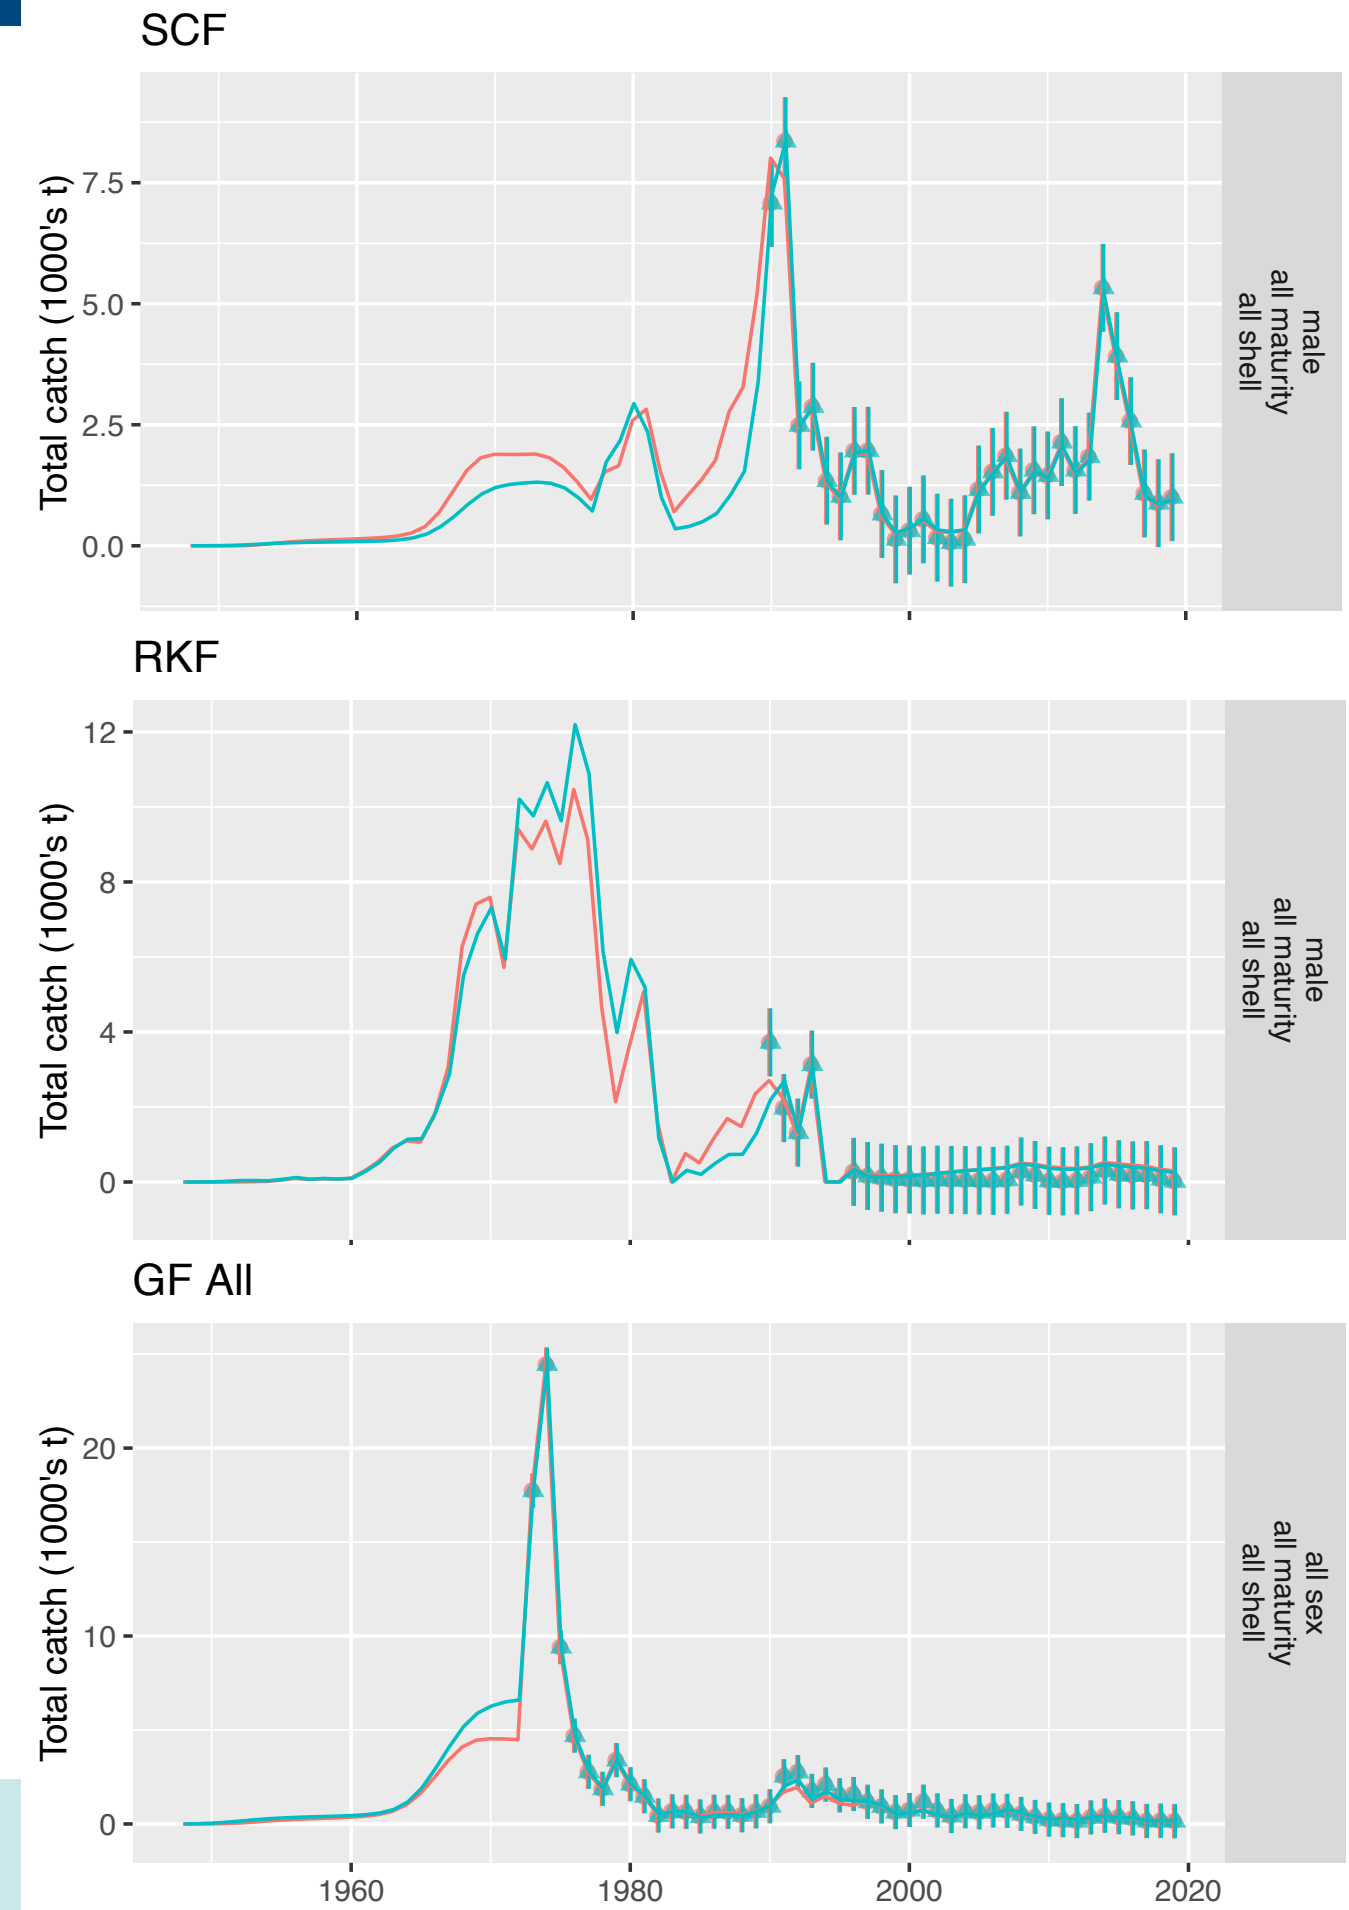 SCF
Total catch (1000's t)
7.5
5.0
2.5
0.0
male
all maturity
all shell
RKF
Total catch (1000's t)
12
8
4
0
male
all maturity
all shell
GF All
Total catch (1000's t)
20
10
0
all sex
all maturity
all shell
1960
1980
2000
2020